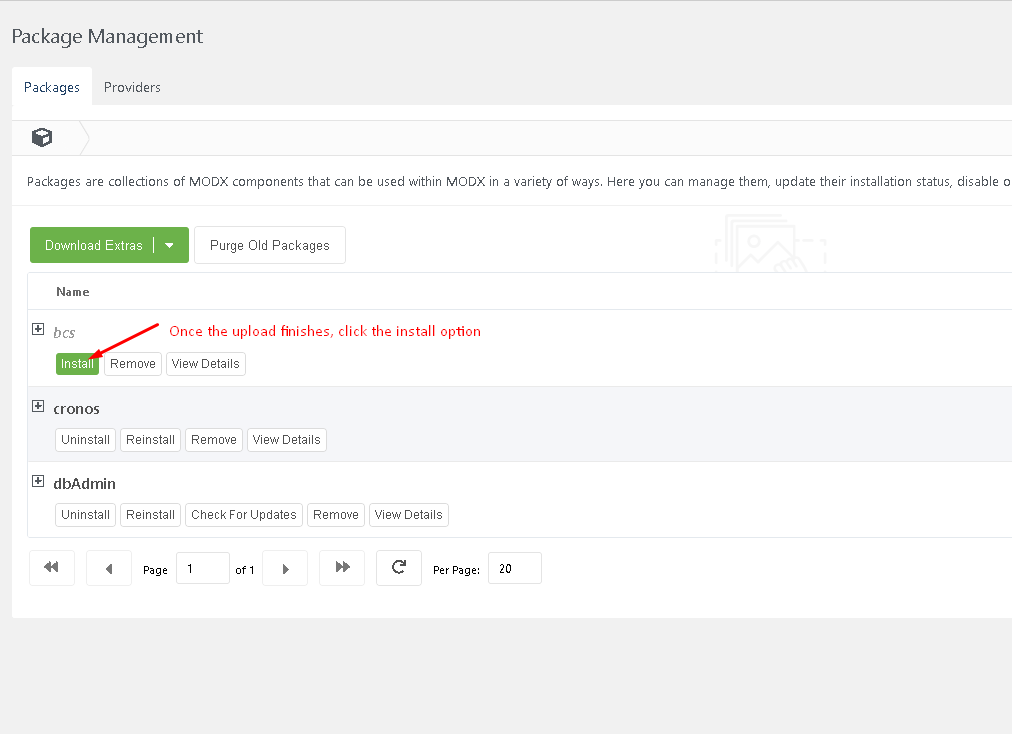 Package Management
Packages Providers
Packages are collections of MODX components that can be used within MODX in a variety of ways. Here you can manage them, update their installation status, disable o
Download Extras Purge Old Packages
Name
bcs Once the upload finishes, click the install option
Install Remove View Details
cronos
Uninstall Reinstall Remove View Details
dbAdmin
Uninstall Reinstall Check For Updates Remove View Details
Page 1 of 1 Per Page: 20